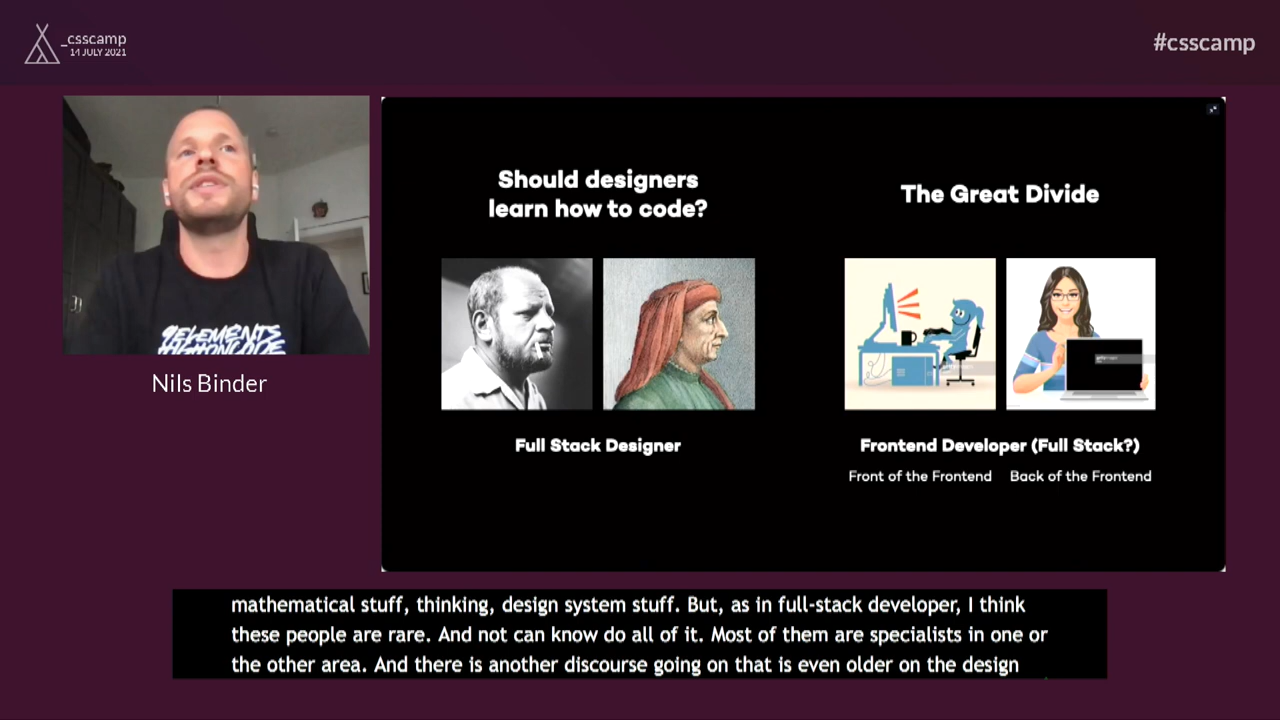 _csscamp
14 JULY 2021
#csscamp
Should designers
learn how to code?
The Great Divide
9ELEMENTS
Full Stack Designer
Frontend Developer (Full Stack?)
Front of the Frontend
Back of the Frontend
Nils Binder
mathematical stuff, thinking, design system stuff. But, as in full-stack developer, I think
these people are rare. And not can know do all of it. Most of them are specialists in one or
the other area. And there is another discourse going on that is even older on the design